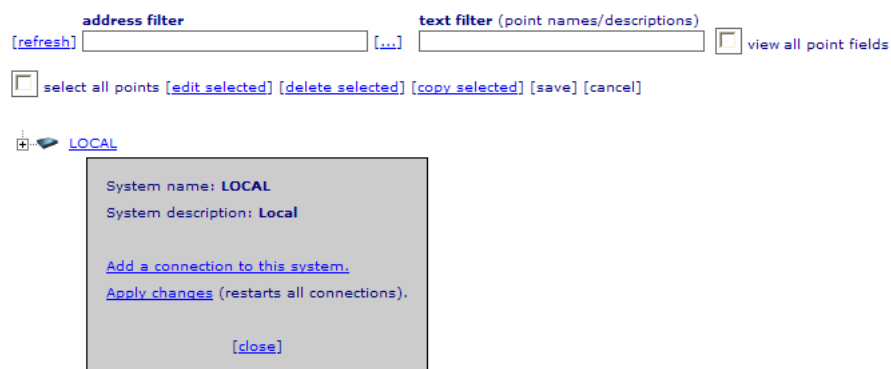 address filter
text filter (point names/descriptions)
[refresh]
[...]
view all point fields
select all points [edit selected] [delete selected] [copy selected] [save] [cancel]
LOCAL
System name: LOCAL
System description: Local
Add a connection to this system.
Apply changes (restarts all connections).
[close]